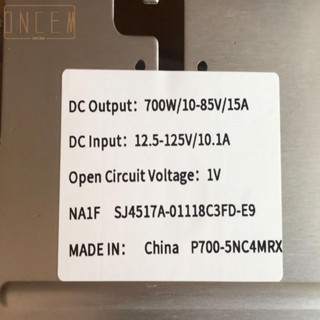 ONCEM
DC Output: 700W/10-85V/15A
DC Input: 12.5-125V/10.1A
Open Circuit Voltage: 1V
NA1F SJ4517A-01118C3FD-E9
MADE IN: China P700-5NC4MRX